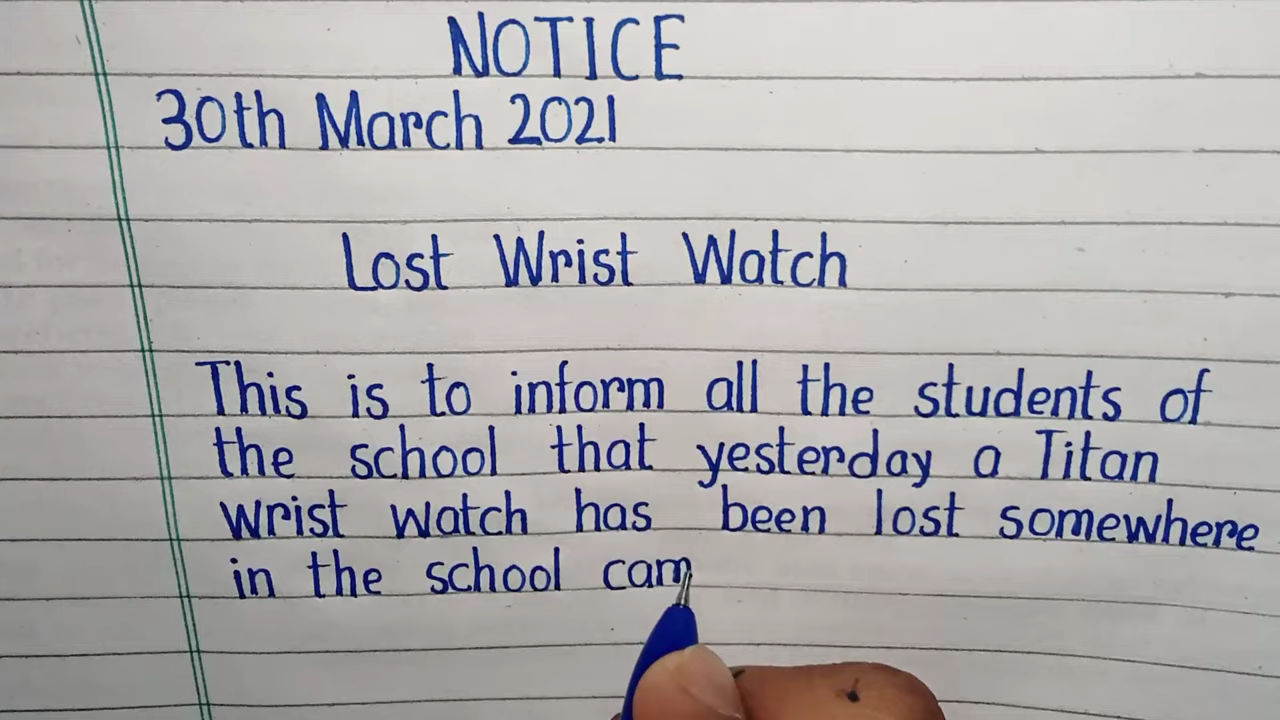 NOTICE
30th March 2021
Lost Wrist Watch
This is to inform all the students of
the school that yesterday a Titan
wrist watch has been lost somewhere
in the school cam